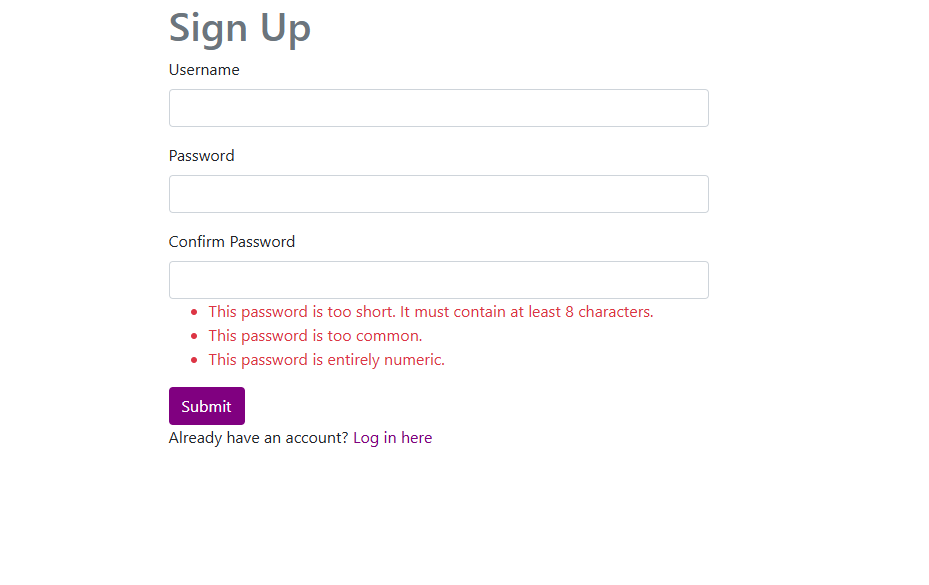 Sign Up
Username
Password
Confirm Password
This password is too short. It must contain at least 8 characters.
This password is too common.
This password is entirely numeric.
Submit
Already have an account? Log in here